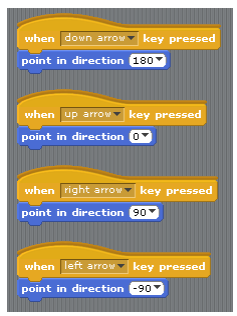 when down arrow key pressed
point in direction 180
when up arrow key pressed
point in direction 0
when right arrow key pressed
point in direction 90
when left arrow key pressed
point in direction -90